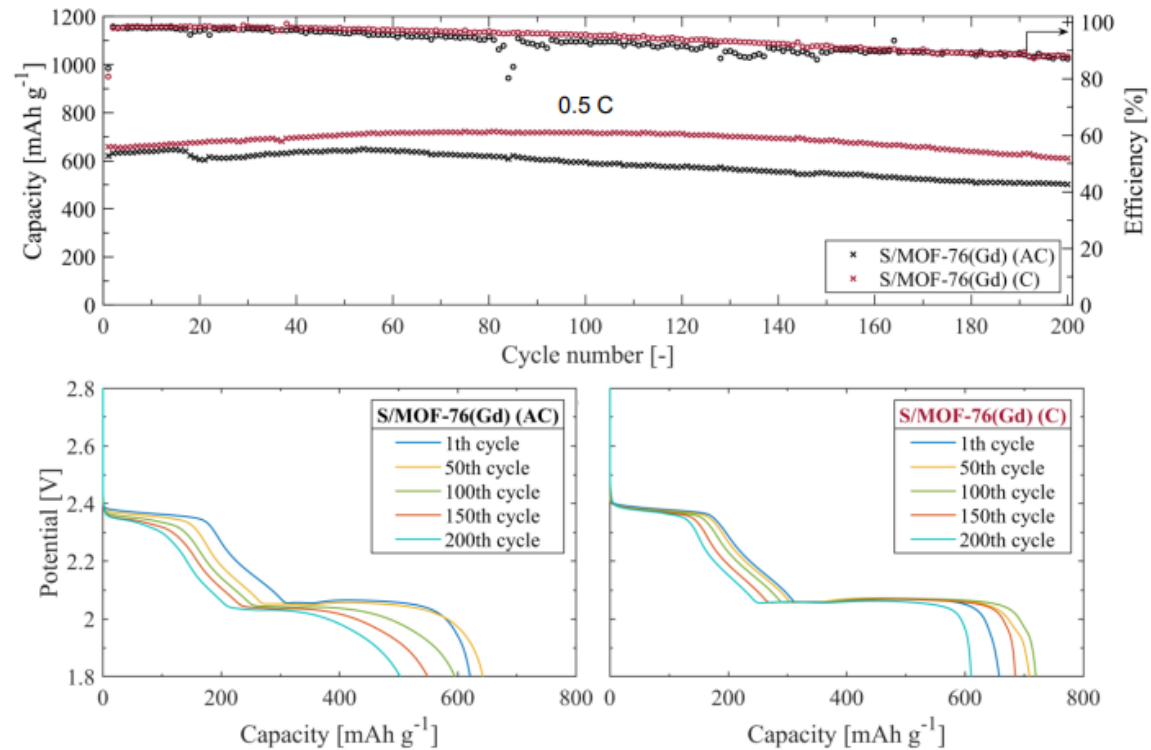 1200
1000
800
600
400
200
0
Capacity [mAh g⁻¹]
0.5 C
× S/MOF-76(Gd) (AC)
× S/MOF-76(Gd) (C)
100
80
60
40
20
0
Efficiency [%]
0 20 40 60 80 100 120 140 160 180 200
Cycle number [-]
2.8
2.6
2.4
2.2
2
1.8
Potential [V]
S/MOF-76(Gd) (AC)
1th cycle
50th cycle
100th cycle
150th cycle
200th cycle
0 200 400 600 800
Capacity [mAh g⁻¹]
S/MOF-76(Gd) (C)
1th cycle
50th cycle
100th cycle
150th cycle
200th cycle
0 200 400 600 800
Capacity [mAh g⁻¹]